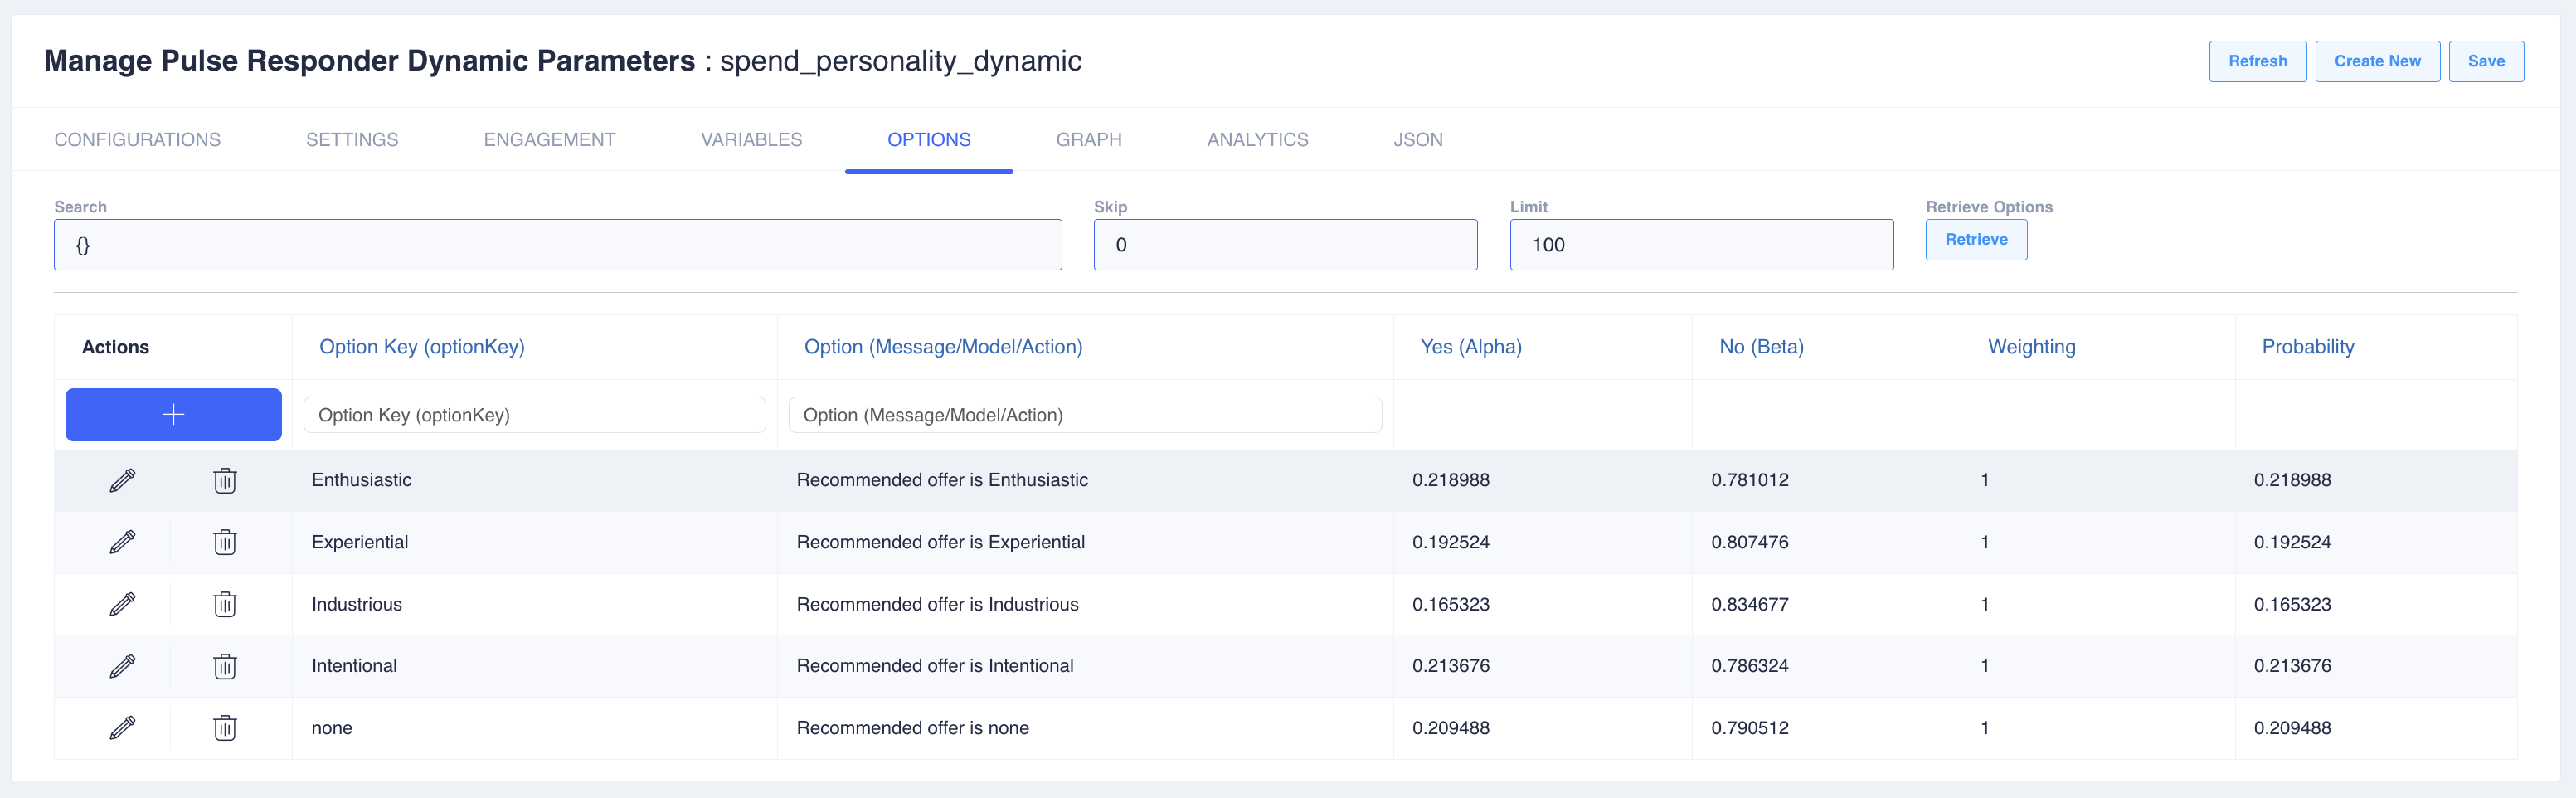 Manage Pulse Responder Dynamic Parameters : spend_personality_dynamic
Refresh Create New Save
CONFIGURATIONS SETTINGS ENGAGEMENT VARIABLES OPTIONS GRAPH ANALYTICS JSON
Search Skip Limit Retrieve Options
{} 0 100 Retrieve
Actions Option Key (optionKey) Option (Message/Model/Action) Yes (Alpha) No (Beta) Weighting Probability
Option Key (optionKey) Option (Message/Model/Action)
Enthusiastic Recommended offer is Enthusiastic 0.218988 0.781012 1 0.218988
Experiential Recommended offer is Experiential 0.192524 0.807476 1 0.192524
Industrious Recommended offer is Industrious 0.165323 0.834677 1 0.165323
Intentional Recommended offer is Intentional 0.213676 0.786324 1 0.213676
none Recommended offer is none 0.209488 0.790512 1 0.209488